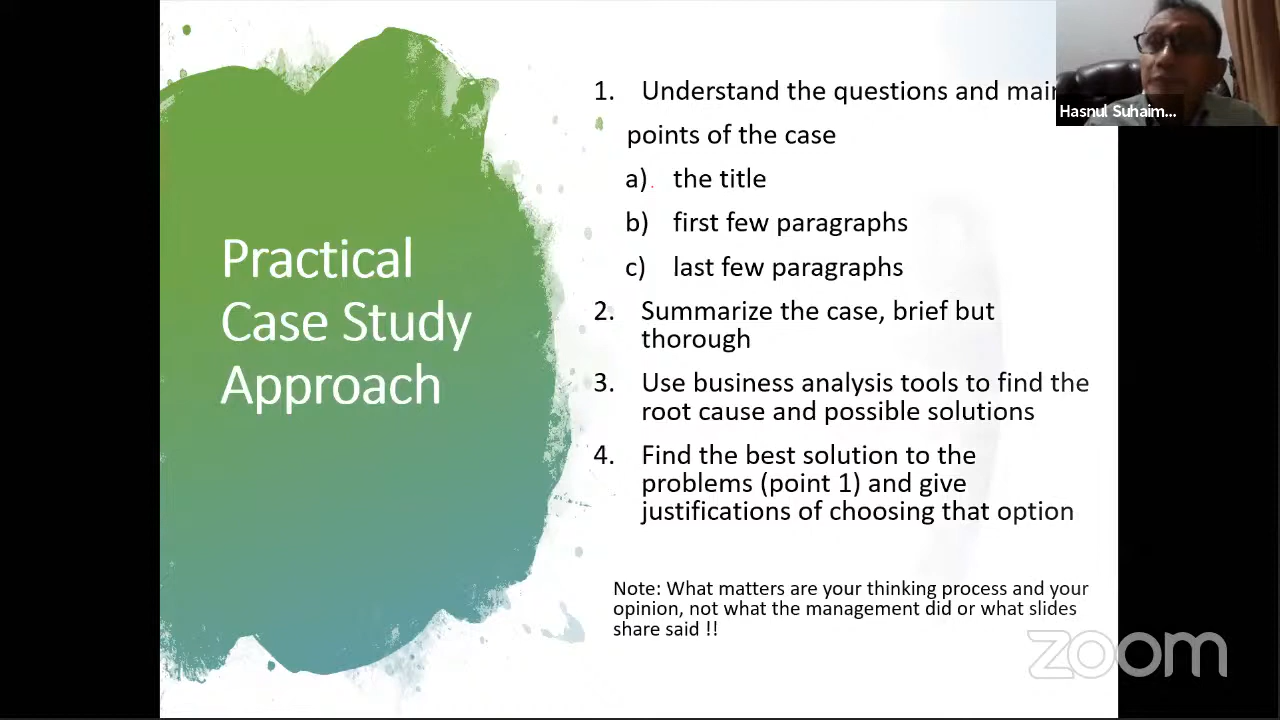 Practical
Case Study
Approach
1. Understand the questions and main
points of the case
a) the title
b) first few paragraphs
c) last few paragraphs
2. Summarize the case, brief but
thorough
3. Use business analysis tools to find the
root cause and possible solutions
4. Find the best solution to the
problems (point 1) and give
justifications of choosing that option
Note: What matters are your thinking process and your
opinion, not what the management did or what slides
share said !!
Hasnul Suhaim...
zoom